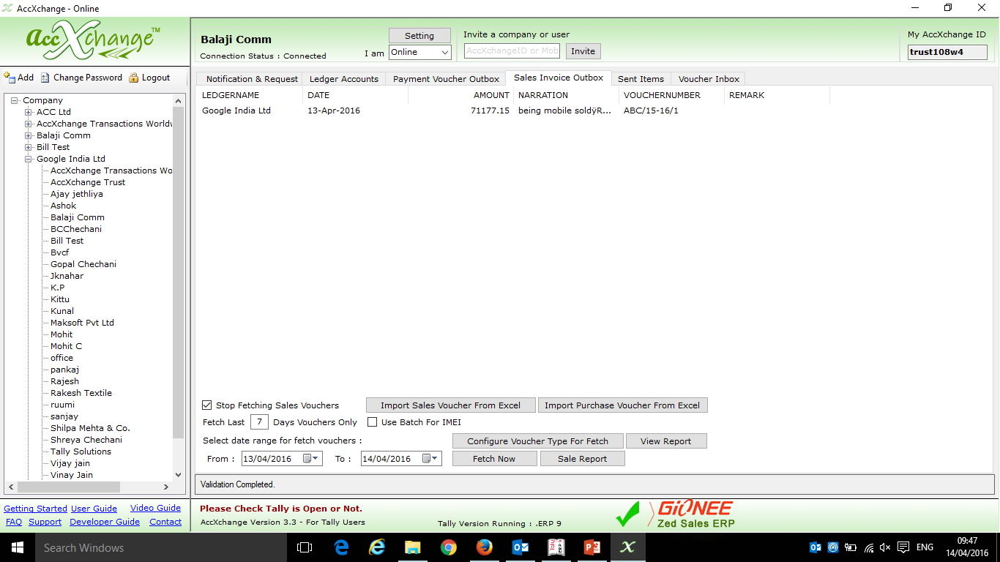 AccXchange - Online
AccXchange™
Balaji Comm
Connection Status : Connected
Setting
I am Online
Invite a company or user
AccXchangeID or Mob
Invite
My AccXchange ID
trust108w4
Add Change Password Logout
Notification & Request Ledger Accounts Payment Voucher Outbox Sales Invoice Outbox Sent Items Voucher Inbox
LEDGERNAME DATE AMOUNT NARRATION VOUCHERNUMBER REMARK
Google India Ltd 13-Apr-2016 71177.15 being mobile soldÿR... ABC/15-16/1
Company
ACC Ltd
AccXchange Transactions Worldw
Balaji Comm
Bill Test
Google India Ltd
AccXchange Transactions Wo
AccXchange Trust
Ajay jethliya
Ashok
Balaji Comm
BCChechani
Bill Test
Bvcf
Gopal Chechani
Jknahar
K.P
Kittu
Kunal
Maksoft Pvt Ltd
Mohit
Mohit C
office
pankaj
Rajesh
Rakesh Textile
ruumi
sanjay
Shilpa Mehta & Co.
Shreya Chechani
Tally Solutions
Vijay jain
Vinay Jain
Stop Fetching Sales Vouchers Import Sales Voucher From Excel Import Purchase Voucher From Excel
Fetch Last 7 Days Vouchers Only Use Batch For IMEI
Select date range for fetch vouchers : Configure Voucher Type For Fetch View Report
From : 13/04/2016 To : 14/04/2016 Fetch Now Sale Report
Validation Completed.
Getting Started User Guide Video Guide
FAQ Support Developer Guide Contact
Please Check Tally is Open or Not.
AccXchange Version 3.3 - For Tally Users
Tally Version Running : .ERP 9
GIONEE
Zed Sales ERP
Search Windows
ENG
09:47
14/04/2016